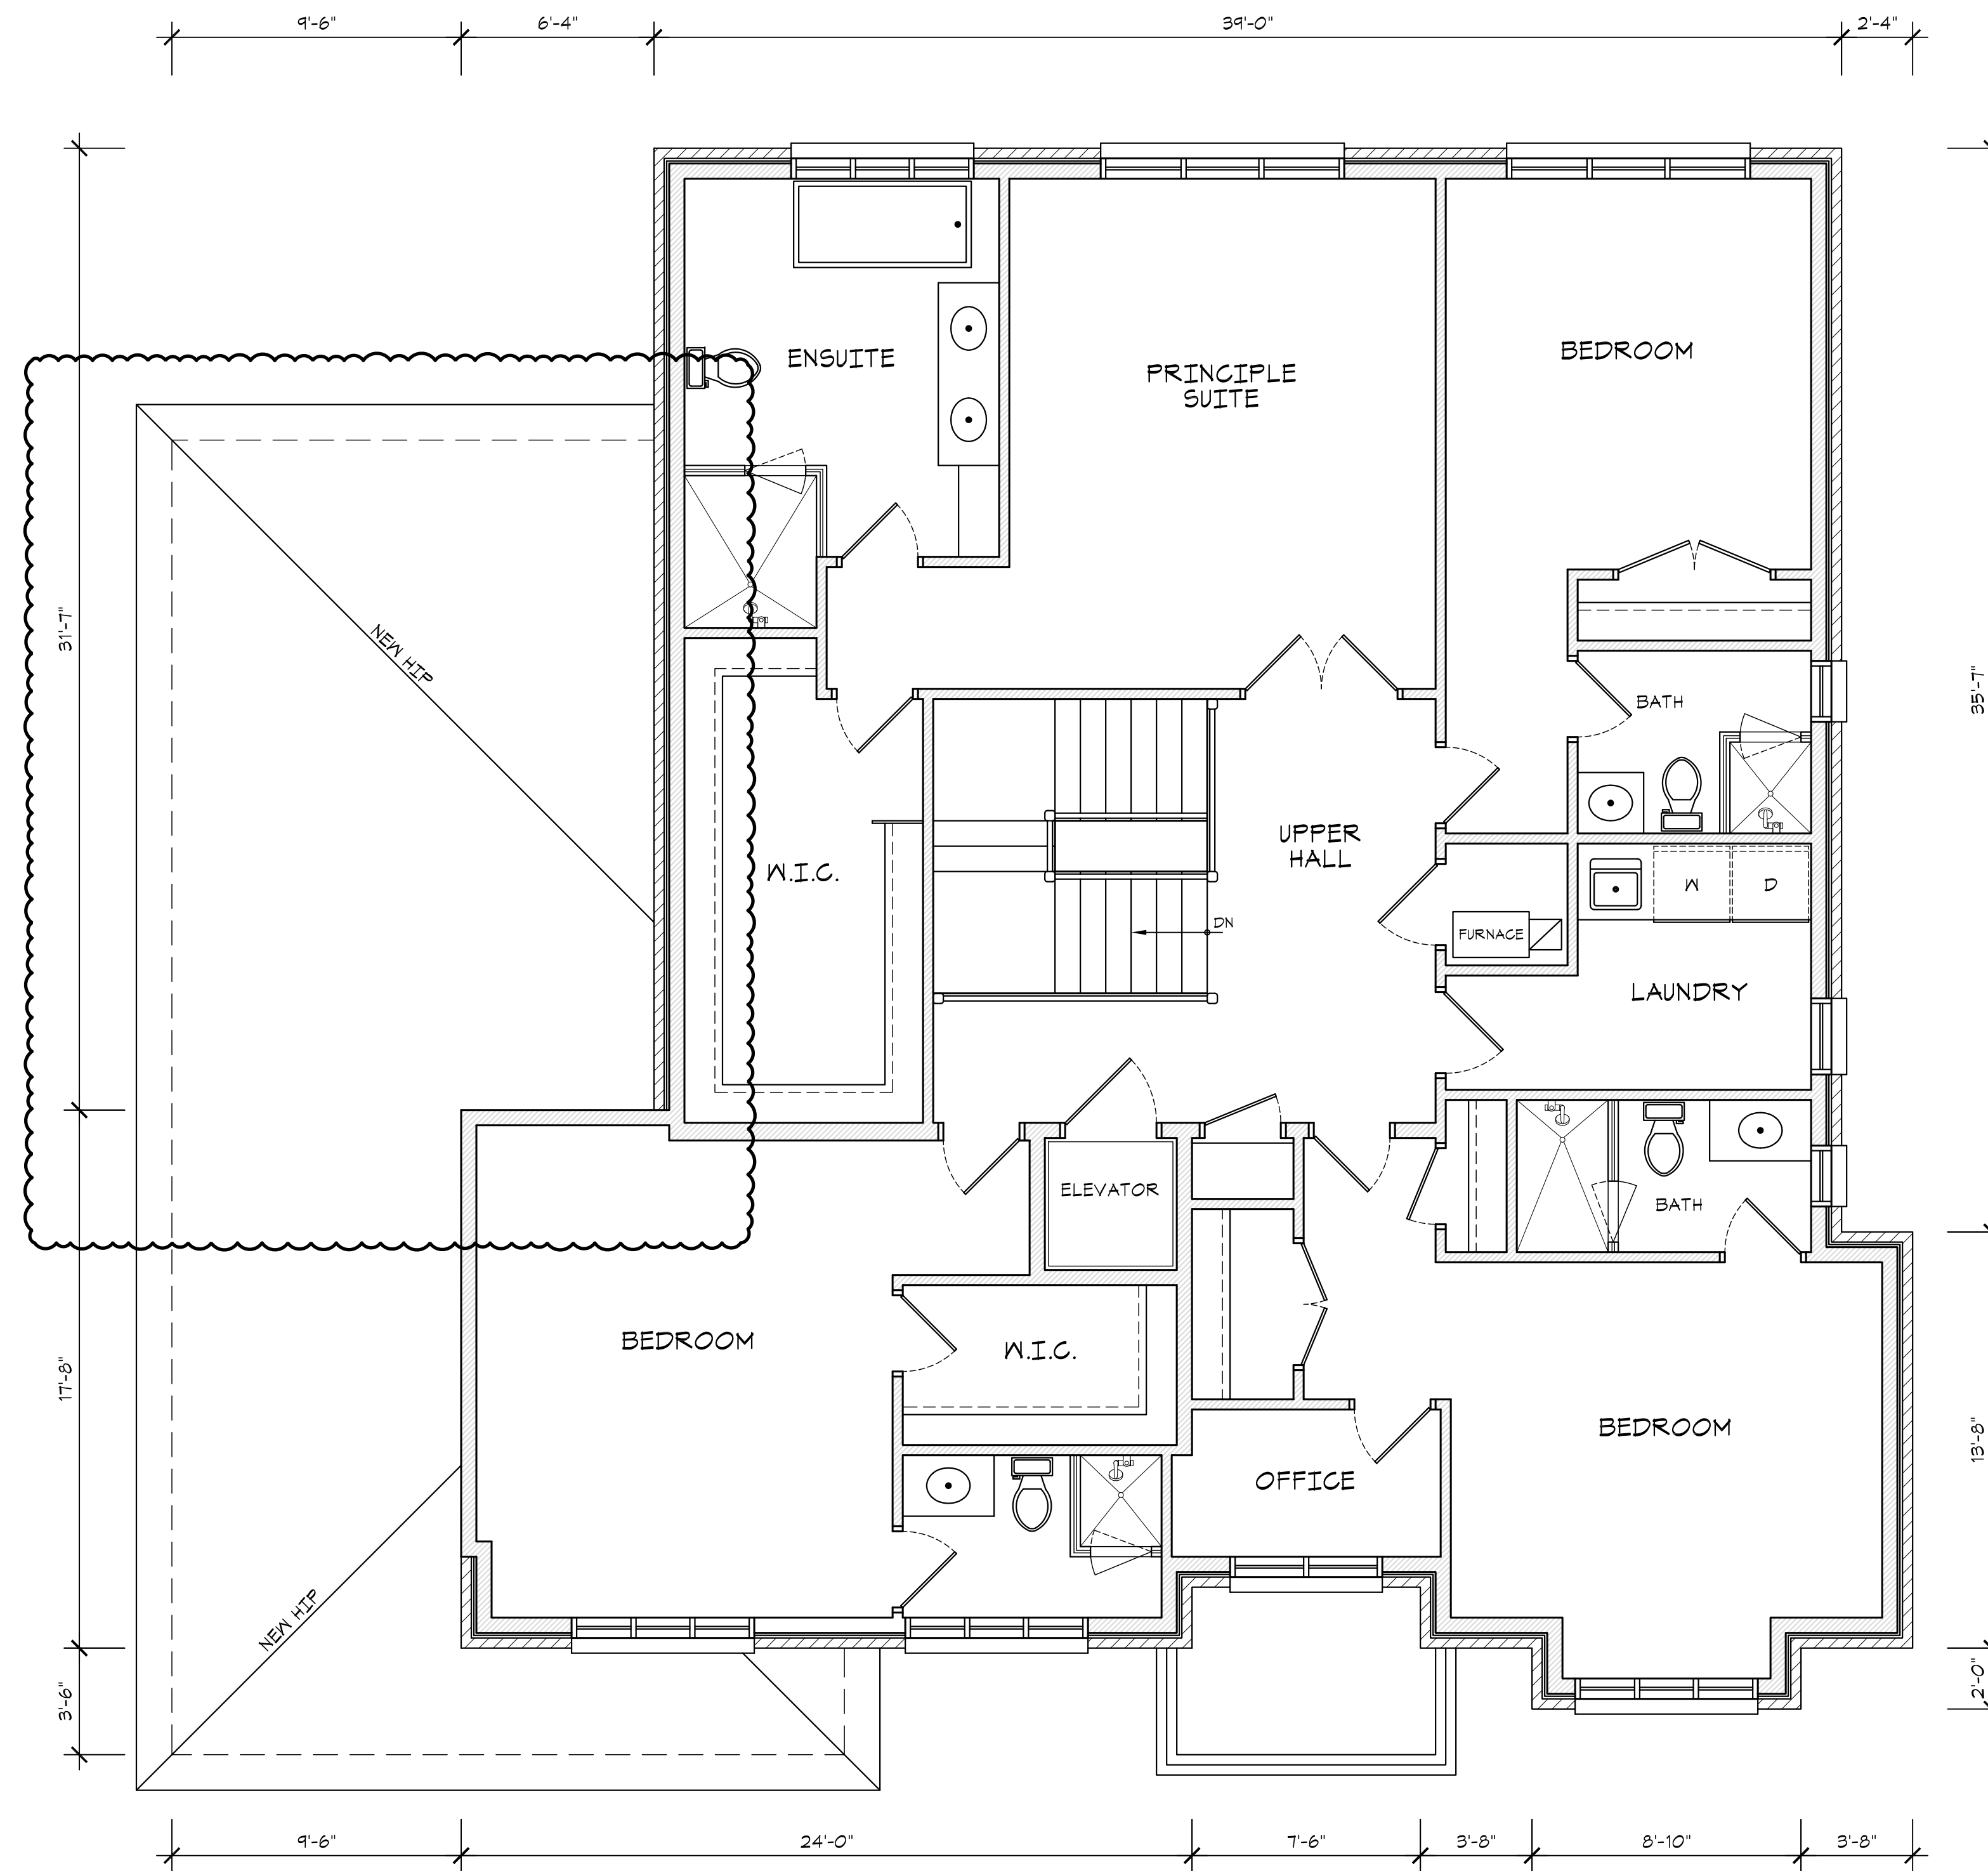 9'-6" 6'-4" 39'-0" 2'-4"
ENSUITE
PRINCIPLE
SUITE
BEDROOM
31'-7"
NEW HIP
35'-7"
BATH
UPPER
HALL
W.I.C.
W D
DN
FURNACE
LAUNDRY
ELEVATOR
BATH
BEDROOM
W.I.C.
17'-8"
BEDROOM
13'-8"
OFFICE
NEW HIP
3'-6"
2'-0"
9'-6" 24'-0" 7'-6" 3'-8" 8'-10" 3'-8"